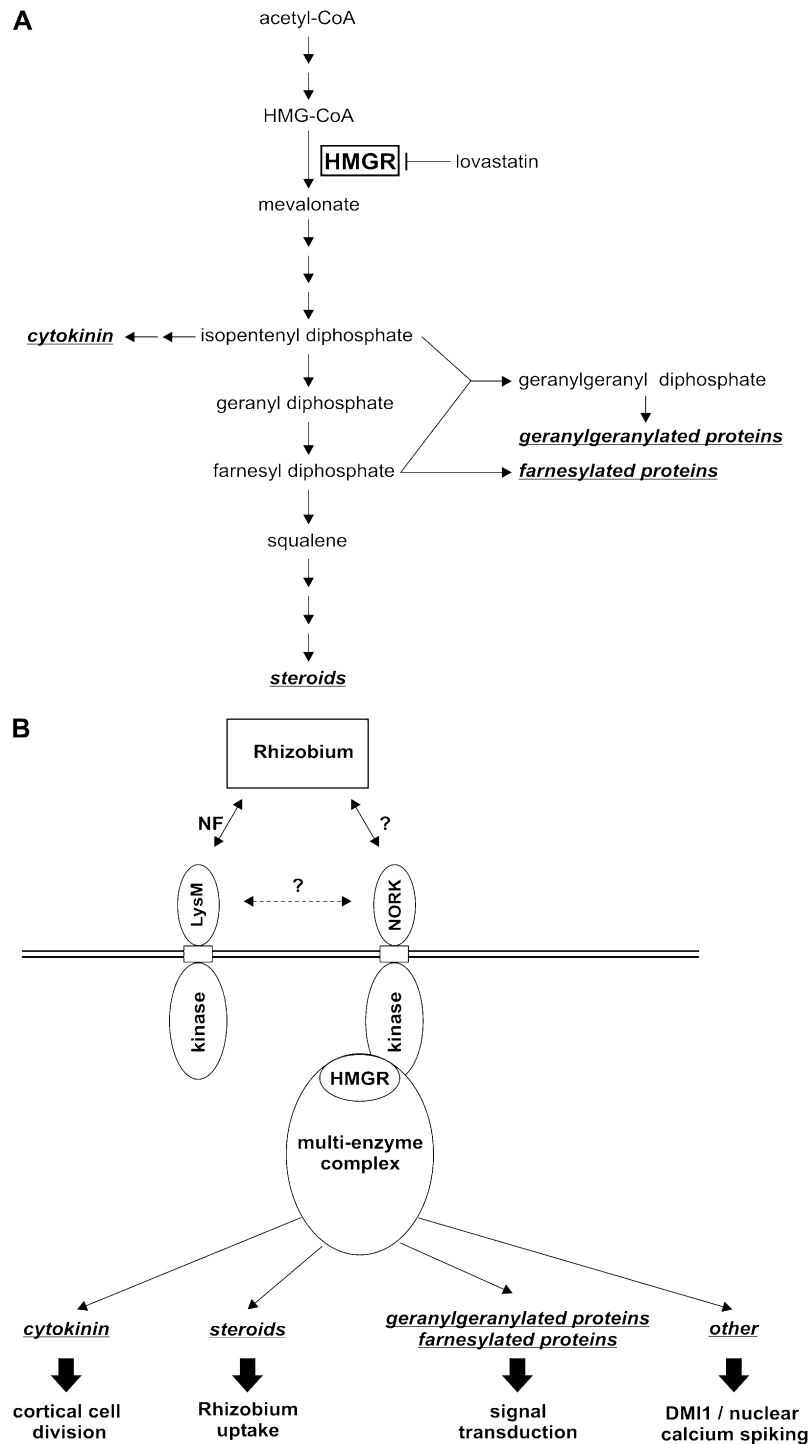 A
acetyl-CoA
HMG-CoA
HMGR
lovastatin
mevalonate
cytokinin
isopentenyl diphosphate
geranylgeranyl diphosphate
geranyl diphosphate
geranylgeranylated proteins
farnesyl diphosphate
farnesylated proteins
squalene
steroids
B
Rhizobium
NF
?
?
LysM
NORK
kinase
kinase
HMGR
multi-enzyme
complex
cytokinin
steroids
geranylgeranylated proteins
farnesylated proteins
other
cortical cell
division
Rhizobium
uptake
signal
transduction
DMI1 / nuclear
calcium spiking